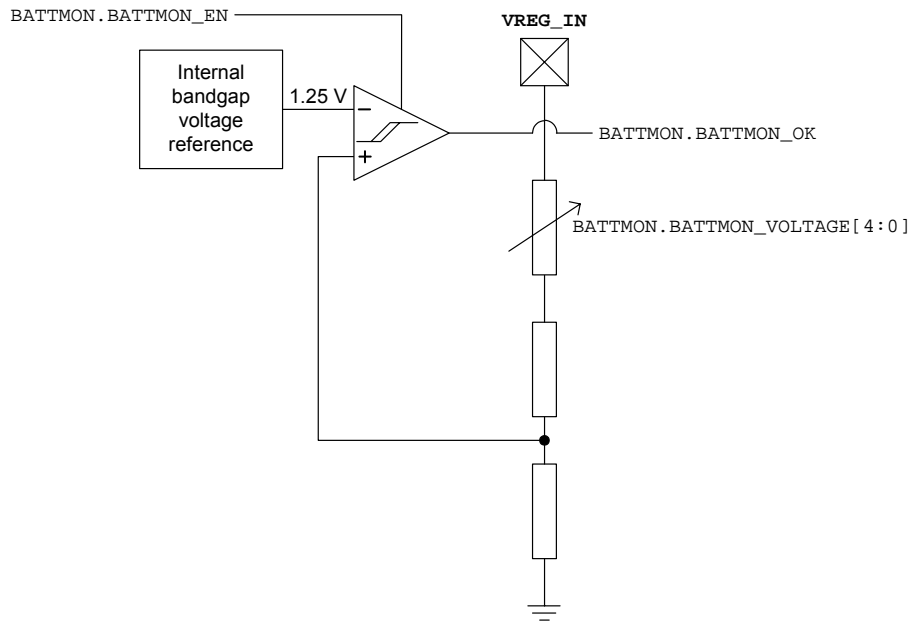 BATTMON.BATTMON_EN
VREG_IN
Internal
bandgap
voltage
reference
1.25 V
−
+
BATTMON.BATTMON_OK
BATTMON.BATTMON_VOLTAGE[4:0]